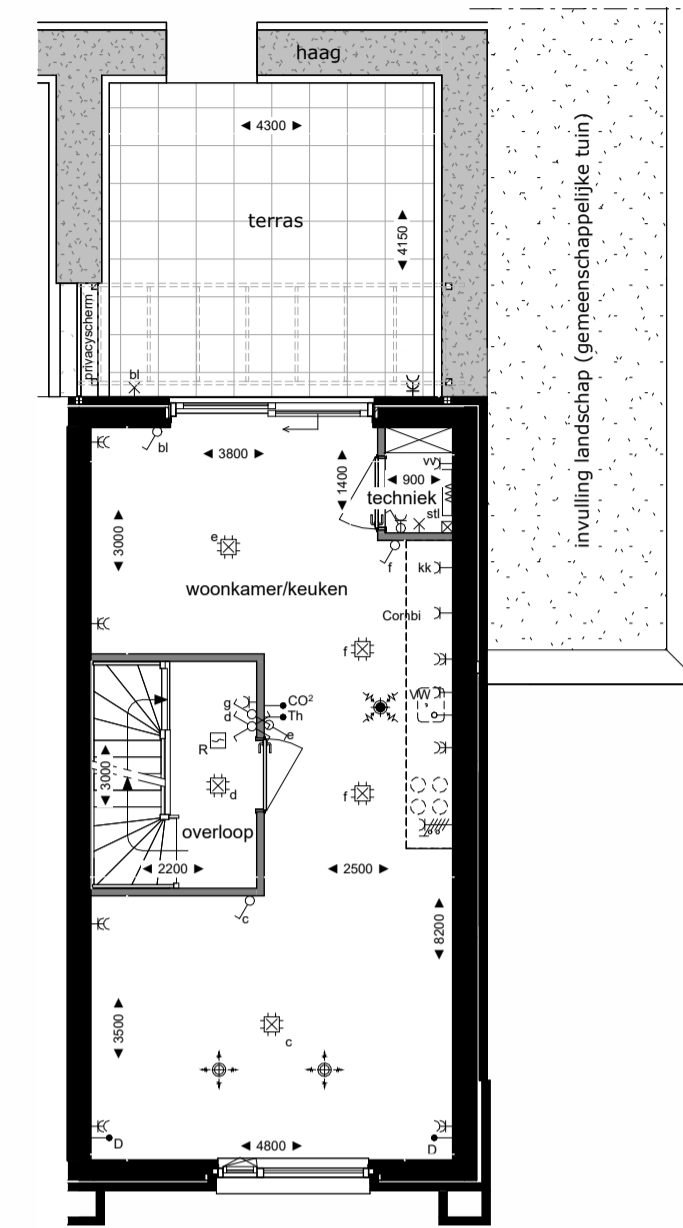 haag
4300
terras
4150
invulling landschap (gemeenschappelijke tuin)
privacyscherm
bl
bl
3800
1400
900
vv
techniek
stl
3000
e
f
kk
woonkamer/keuken
Combi
f
VW
g
CO²
d
Th
e
R
3000
d
f
overloop
2200
2500
c
8200
3500
c
D
4800
D